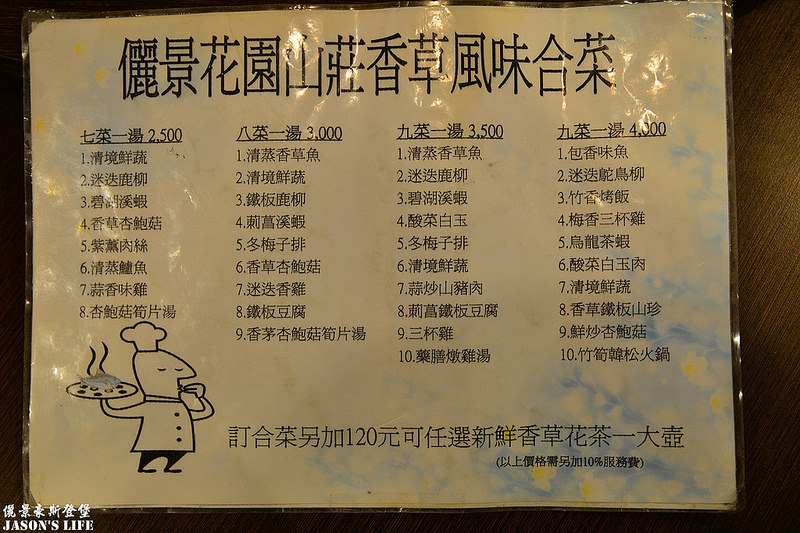 儷景花園山莊香草風味合菜
七菜一湯 2,500
1.清境鮮蔬
2.迷迭鹿柳
3.碧湖溪蝦
4.香草杏鮑菇
5.紫薰肉絲
6.清蒸鱸魚
7.蒜香味雞
8.杏鮑菇筍片湯
八菜一湯 3,000
1.清蒸香草魚
2.清境鮮蔬
3.鐵板鹿柳
4.莿萵溪蝦
5.冬梅子排
6.香草杏鮑菇
7.迷迭香雞
8.鐵板豆腐
9.香茅杏鮑菇筍片湯
九菜一湯 3,500
1.清蒸香草魚
2.迷迭鹿柳
3.碧湖溪蝦
4.酸菜白玉
5.冬梅子排
6.清境鮮蔬
7.蒜炒山豬肉
8.莿萵鐵板豆腐
9.三杯雞
10.藥膳燉雞湯
九菜一湯 4,000
1.包香味魚
2.迷迭鴕鳥柳
3.竹香烤飯
4.梅香三杯雞
5.烏龍茶蝦
6.酸菜白玉肉
7.清境鮮蔬
8.香草鐵板山珍
9.鮮炒杏鮑菇
10.竹筍韓松火鍋
訂合菜另加120元可任選新鮮香草花茶一大壺
(以上價格需另加10%服務費)
儷景豪斯登堡
JASON'S LIFE